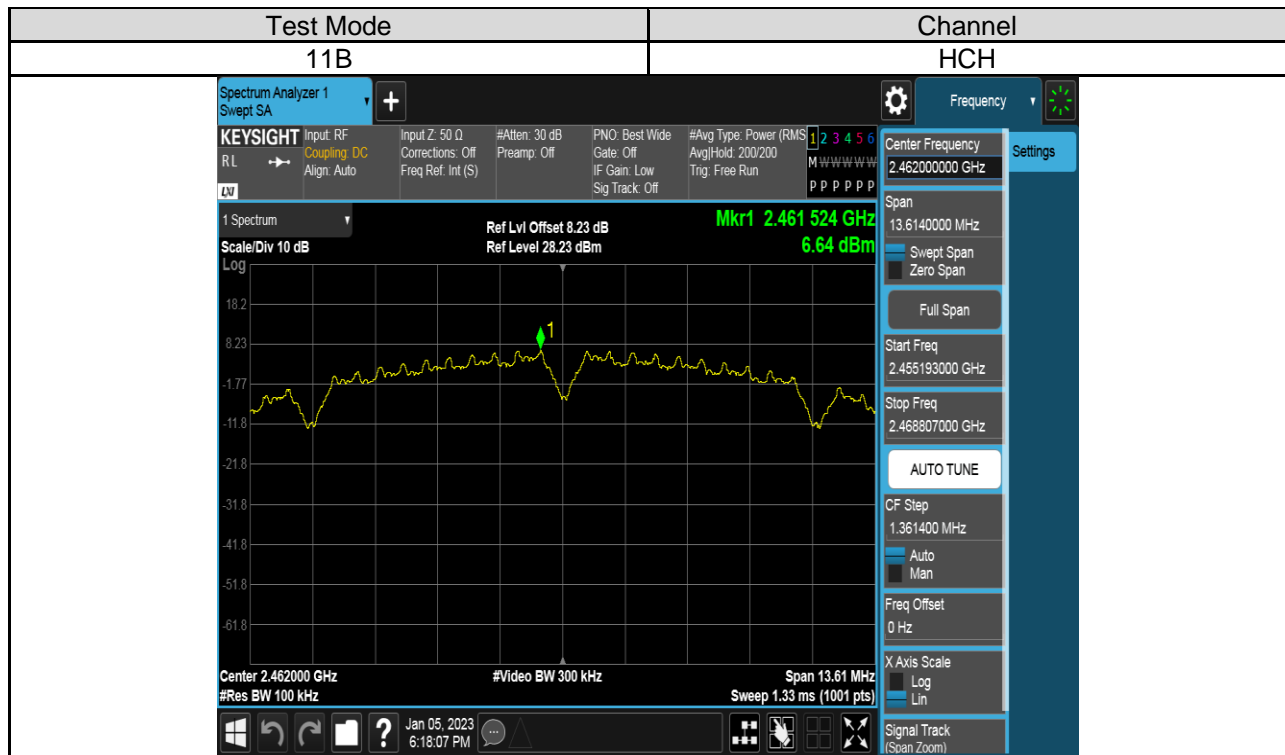 Test Mode Channel
11B HCH
Spectrum Analyzer 1
Swept SA
+
Frequency
KEYSIGHT
RL
LXI
Input: RF
Coupling: DC
Align: Auto
Input Z: 50 Ω
Corrections: Off
Freq Ref: Int (S)
#Atten: 30 dB
Preamp: Off
PNO: Best Wide
Gate: Off
IF Gain: Low
Sig Track: Off
#Avg Type: Power (RMS
Avg|Hold: 200/200
Trig: Free Run
1 2 3 4 5 6
M W W W W W
P P P P P P
1 Spectrum
Scale/Div 10 dB
Ref Lvl Offset 8.23 dB
Ref Level 28.23 dBm
Mkr1 2.461 524 GHz
6.64 dBm
Log
18.2
8.23
-1.77
-11.8
-21.8
-31.8
-41.8
-51.8
-61.8
1
Center 2.462000 GHz
#Res BW 100 kHz
#Video BW 300 kHz
Span 13.61 MHz
Sweep 1.33 ms (1001 pts)
Center Frequency
2.462000000 GHz
Settings
Span
13.6140000 MHz
Swept Span
Zero Span
Full Span
Start Freq
2.455193000 GHz
Stop Freq
2.468807000 GHz
AUTO TUNE
CF Step
1.361400 MHz
Auto
Man
Freq Offset
0 Hz
X Axis Scale
Log
Lin
Signal Track
(Span Zoom)
?
Jan 05, 2023
6:18:07 PM